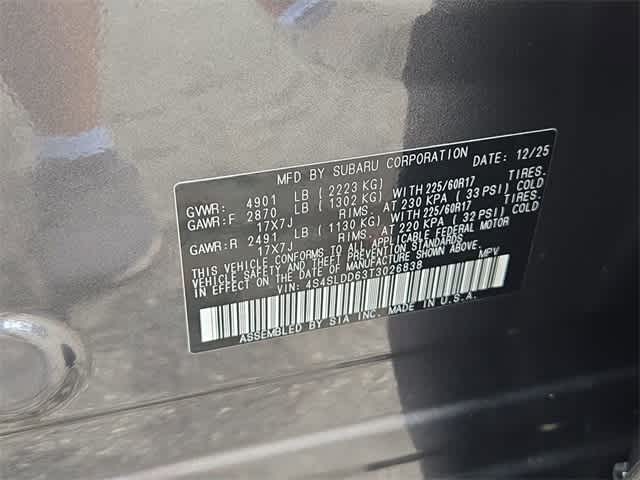 MFD BY SUBARU CORPORATION DATE: 12/25
GVWR: 4901 LB (2223 KG)
GAWR:F 2870 LB (1302 KG) WITH 225/60R17 TIRES.
17X7J RIMS. AT 230 KPA (33 PSI) COLD
GAWR:R 2491 LB (1130 KG) WITH 225/60R17 TIRES.
17X7J RIMS. AT 220 KPA (32 PSI) COLD
THIS VEHICLE CONFORMS TO ALL APPLICABLE FEDERAL MOTOR
VEHICLE SAFETY AND THEFT PREVENTION STANDARDS
IN EFFECT ON THE DATE OF MANUFACTURE SHOWN ABOVE.
VIN: 4S4SLDD63T3026838 MPV
ASSEMBLED BY SIA INC. MADE IN U.S.A.